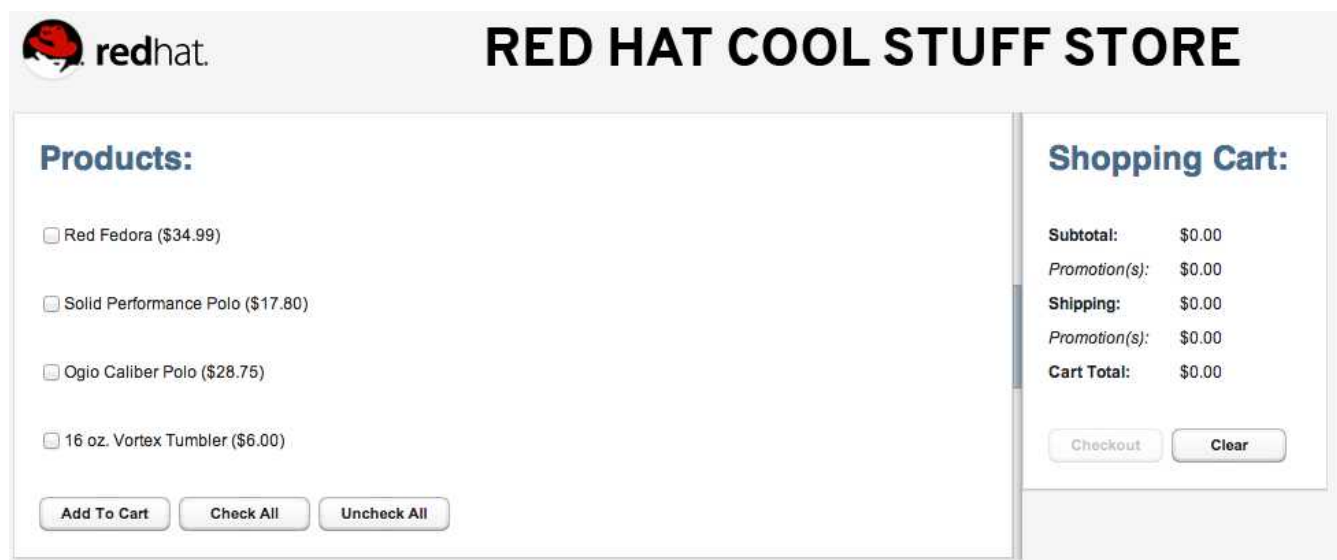 redhat.
RED HAT COOL STUFF STORE
Products:
Red Fedora ($34.99)
Solid Performance Polo ($17.80)
Ogio Caliber Polo ($28.75)
16 oz. Vortex Tumbler ($6.00)
Add To Cart
Check All
Uncheck All
Shopping Cart:
Subtotal: $0.00
Promotion(s): $0.00
Shipping: $0.00
Promotion(s): $0.00
Cart Total: $0.00
Checkout
Clear